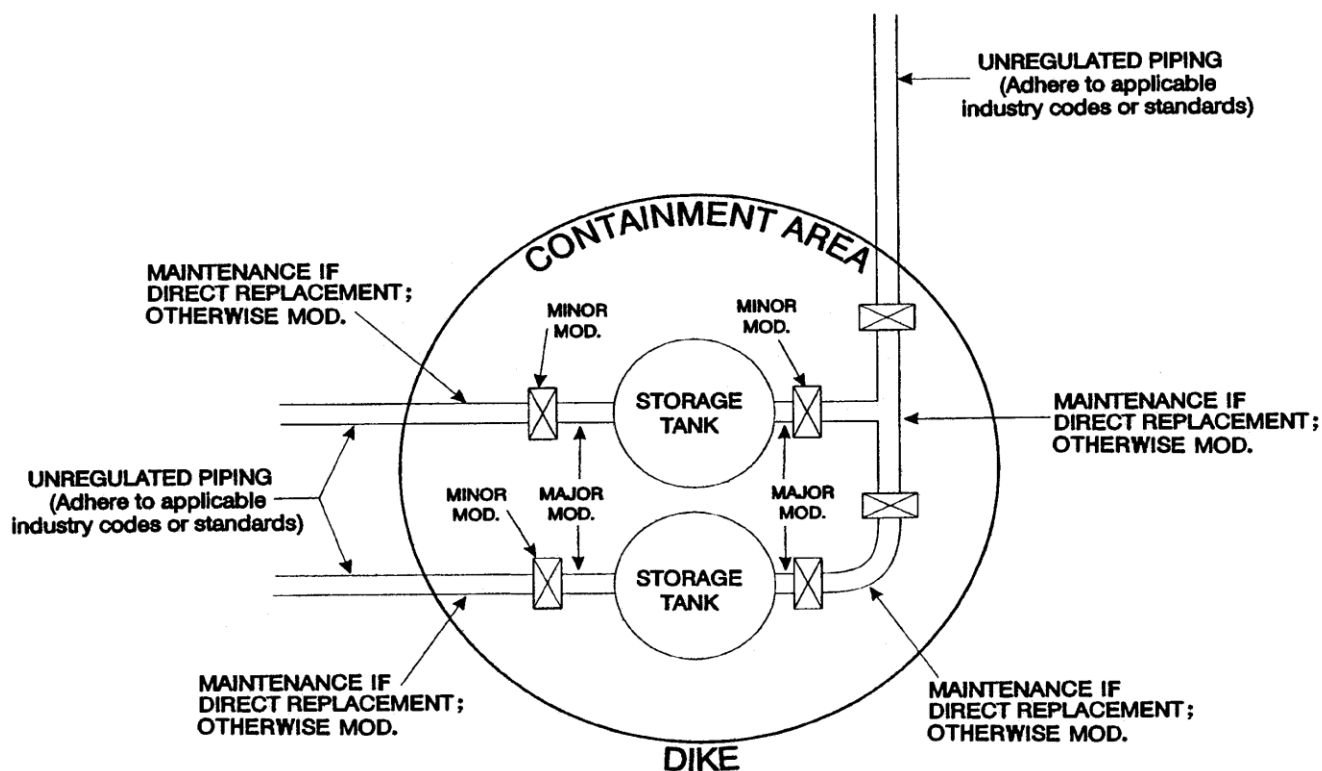 UNREGULATED PIPING
(Adhere to applicable
industry codes or standards)
CONTAINMENT AREA
MAINTENANCE IF
DIRECT REPLACEMENT;
OTHERWISE MOD.
MINOR
MOD.
MINOR
MOD.
STORAGE
TANK
MAINTENANCE IF
DIRECT REPLACEMENT;
OTHERWISE MOD.
UNREGULATED PIPING
(Adhere to applicable
industry codes or standards)
MINOR
MOD.
MAJOR
MOD.
MAJOR
MOD.
STORAGE
TANK
MAINTENANCE IF
DIRECT REPLACEMENT;
OTHERWISE MOD.
MAINTENANCE IF
DIRECT REPLACEMENT;
OTHERWISE MOD.
DIKE